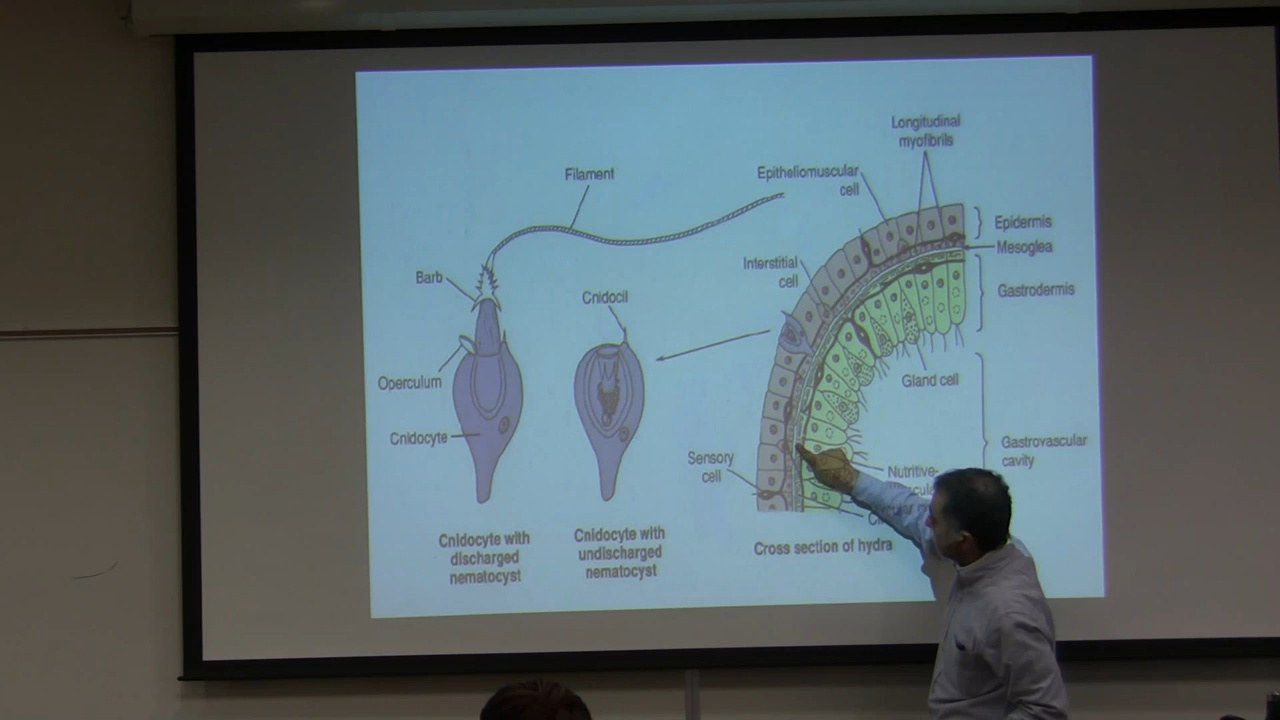 Longitudinal
myofibrils
Filament
Epitheliomuscular
cell
Epidermis
Mesoglea
Interstitial
cell
Barb
Cnidocil
Gastrodermis
Operculum
Gland cell
Cnidocyte
Gastrovascular
cavity
Sensory
cell
Nutritive-
Cnidocyte with
discharged
nematocyst
Cnidocyte with
undischarged
nematocyst
Cross section of hydra